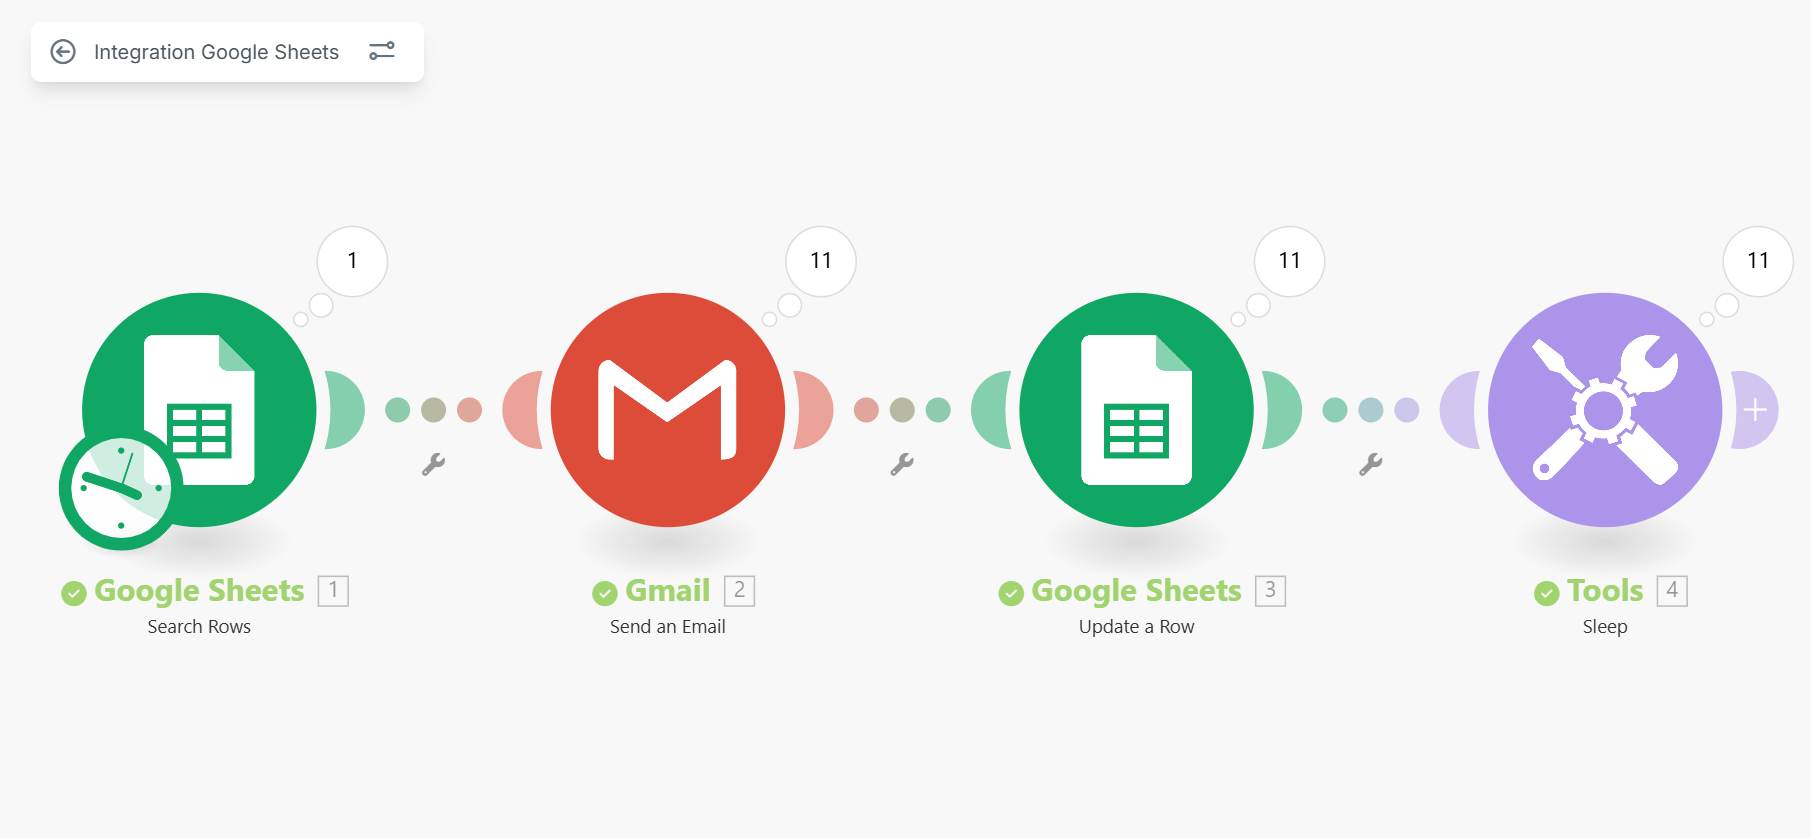 Integration Google Sheets
1
11
11
11
Google Sheets 1
Search Rows
Gmail 2
Send an Email
Google Sheets 3
Update a Row
Tools 4
Sleep